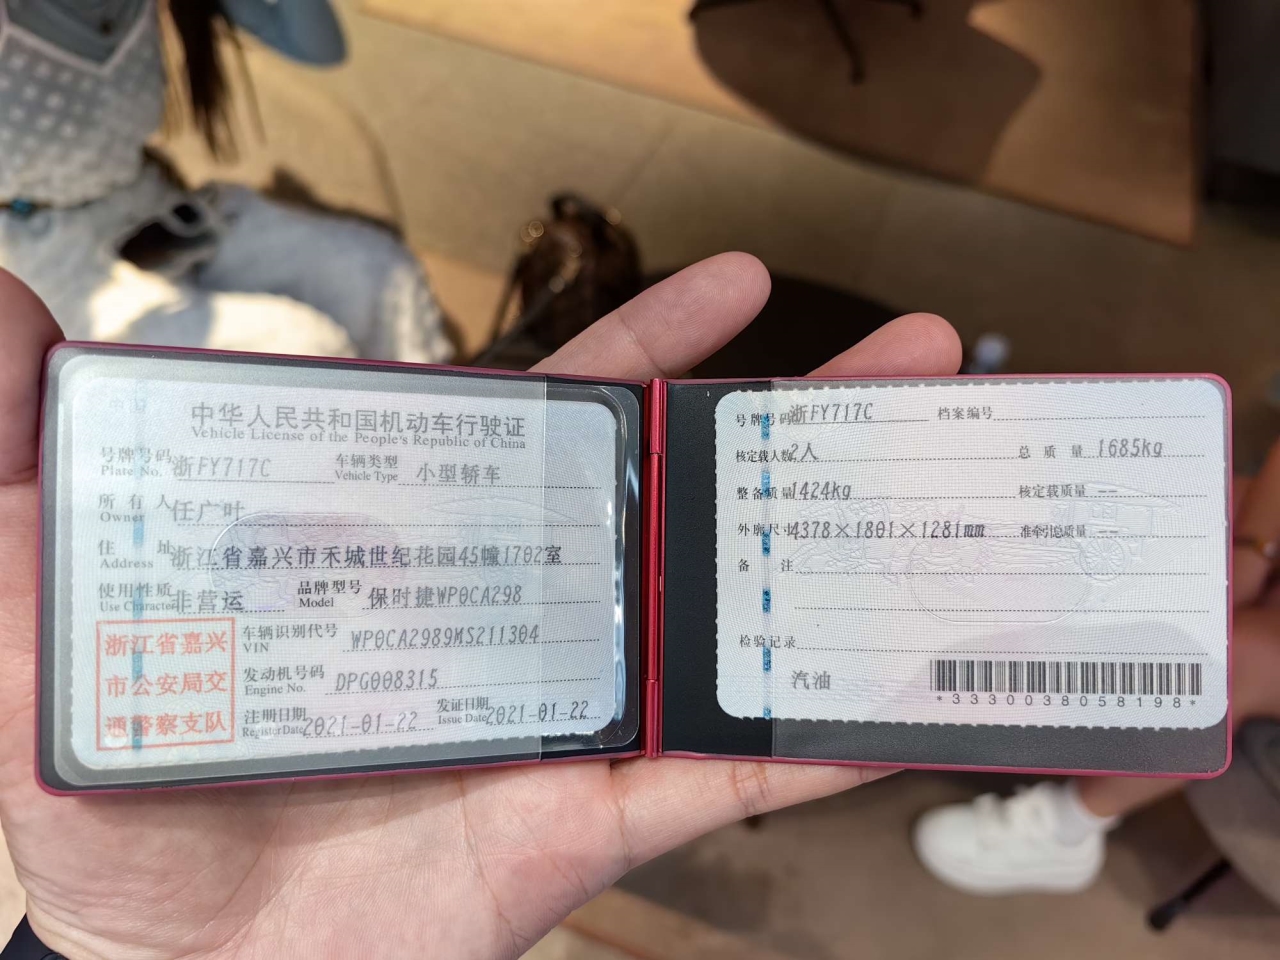 中华人民共和国机动车行驶证
Vehicle License of the People's Republic of China
号牌号码 浙FY717C 车辆类型 小型轿车
Plate No. Vehicle Type
所有人 任广叶
Owner
住址 浙江省嘉兴市禾城世纪花园45幢1702室
Address
使用性质 非营运 品牌型号 保时捷WP0CA298
Use Character Model
浙江省嘉兴
市公安局交
通警察支队
车辆识别代号 WP0CA2989MS211304
VIN
发动机号码 DPG008315
Engine No.
注册日期 2021-01-22 发证日期 2021-01-22
Register Date Issue Date
号牌号码 浙FY717C 档案编号
核定载人数 2人 总质量 1685kg
整备质量 1424kg 核定载质量 --
外廓尺寸 4378×1801×1281mm 准牵引总质量 --
备注
检验记录
汽油
*3330038058198*